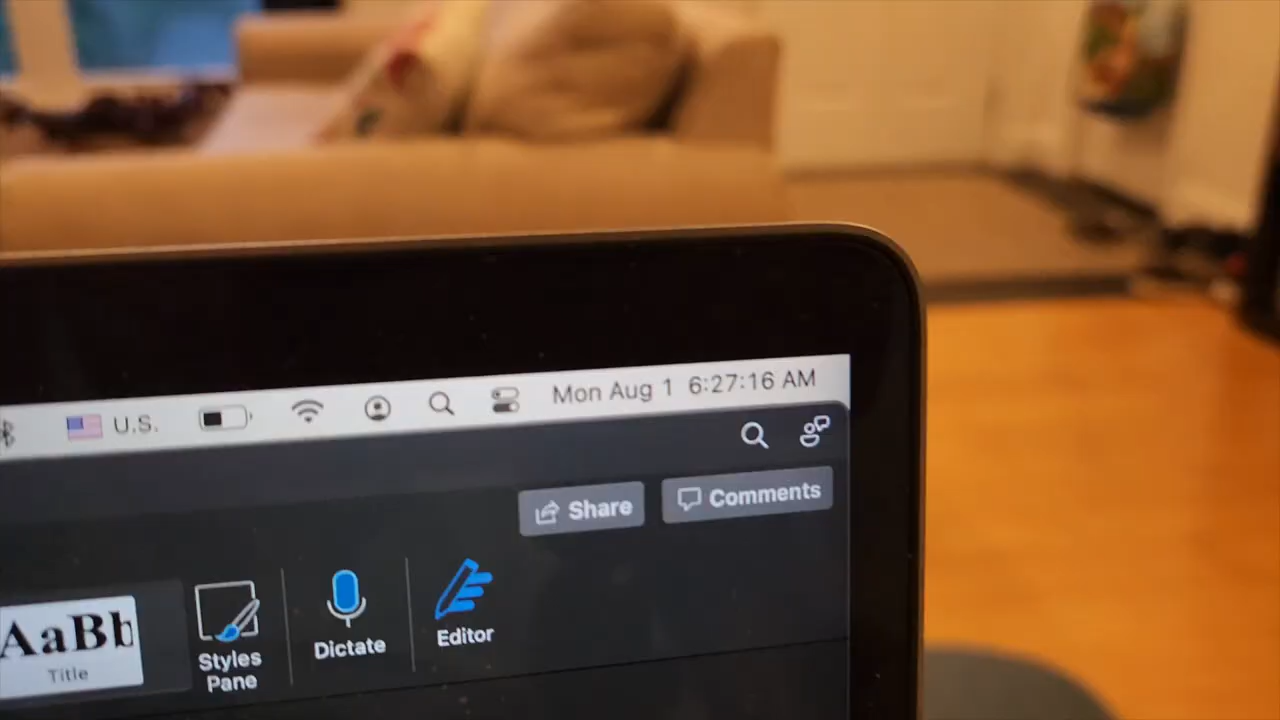 U.S. Mon Aug 1 6:27:16 AM
Share Comments
AaBb
Title
Styles
Pane
Dictate
Editor